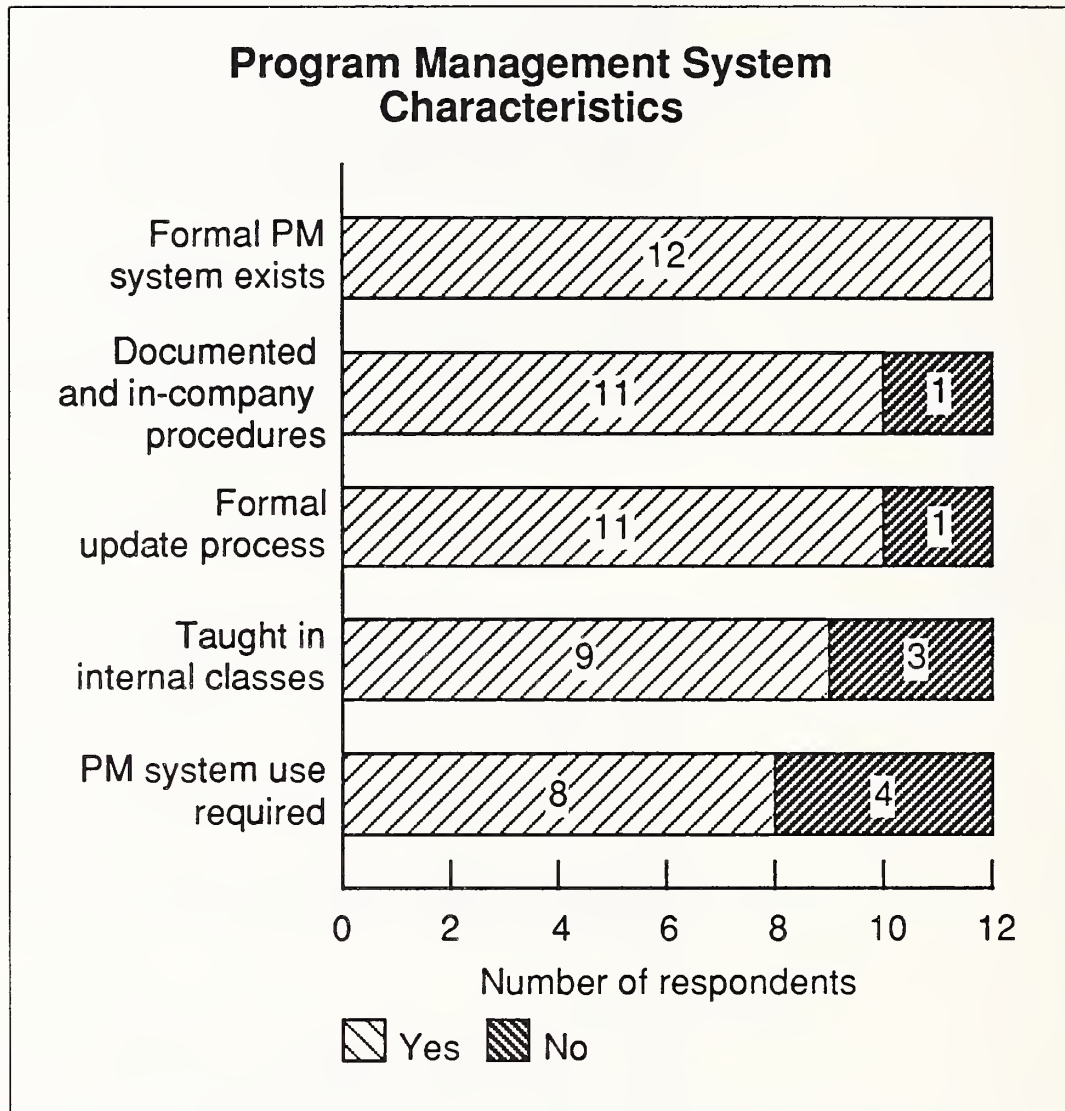 Program Management System
Characteristics
Formal PM
system exists
12
Documented
and in-company
procedures
11
1
Formal
update process
11
1
Taught in
internal classes
9
3
PM system use
required
8
4
0 2 4 6 8 10 12
Number of respondents
Yes No